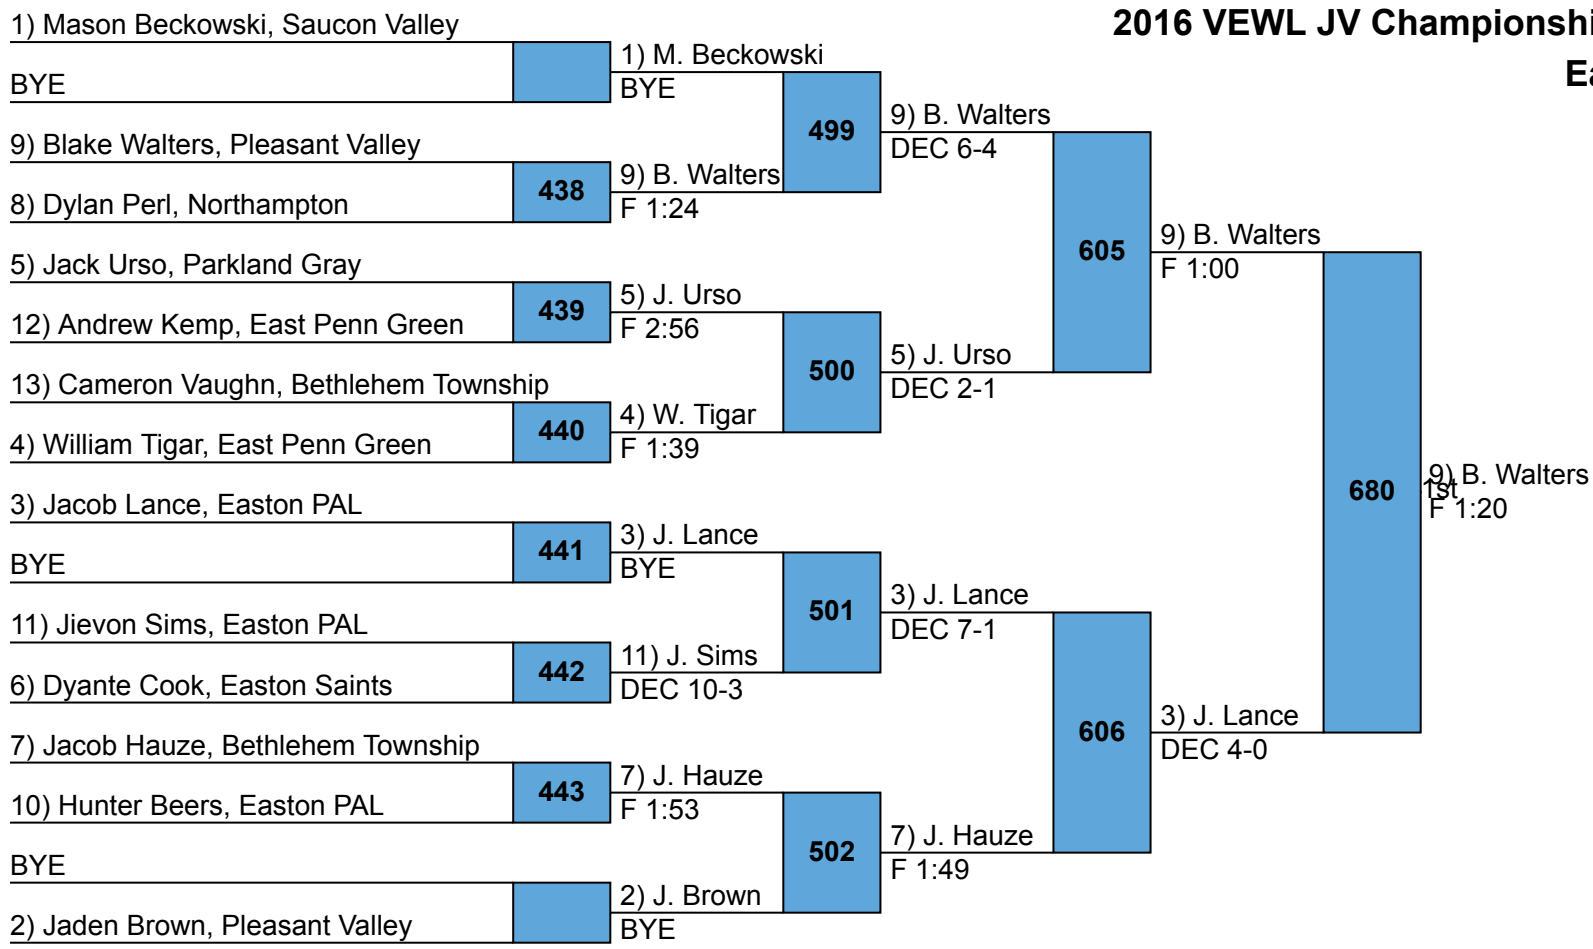 2016 VEWL JV Championshi
Ea
1) Mason Beckowski, Saucon Valley
BYE
9) Blake Walters, Pleasant Valley
438
8) Dylan Perl, Northampton
5) Jack Urso, Parkland Gray
439
12) Andrew Kemp, East Penn Green
13) Cameron Vaughn, Bethlehem Township
440
4) William Tigar, East Penn Green
3) Jacob Lance, Easton PAL
441
BYE
11) Jievon Sims, Easton PAL
442
6) Dyante Cook, Easton Saints
7) Jacob Hauze, Bethlehem Township
443
10) Hunter Beers, Easton PAL
BYE
2) Jaden Brown, Pleasant Valley
1) M. Beckowski
BYE
499
9) B. Walters
F 1:24
5) J. Urso
F 2:56
500
4) W. Tigar
F 1:39
3) J. Lance
BYE
501
11) J. Sims
DEC 10-3
7) J. Hauze
F 1:53
502
2) J. Brown
BYE
9) B. Walters
DEC 6-4
605
5) J. Urso
DEC 2-1
3) J. Lance
DEC 7-1
606
7) J. Hauze
F 1:49
9) B. Walters
F 1:00
680
3) J. Lance
DEC 4-0
9) B. Walters
1st
F 1:20